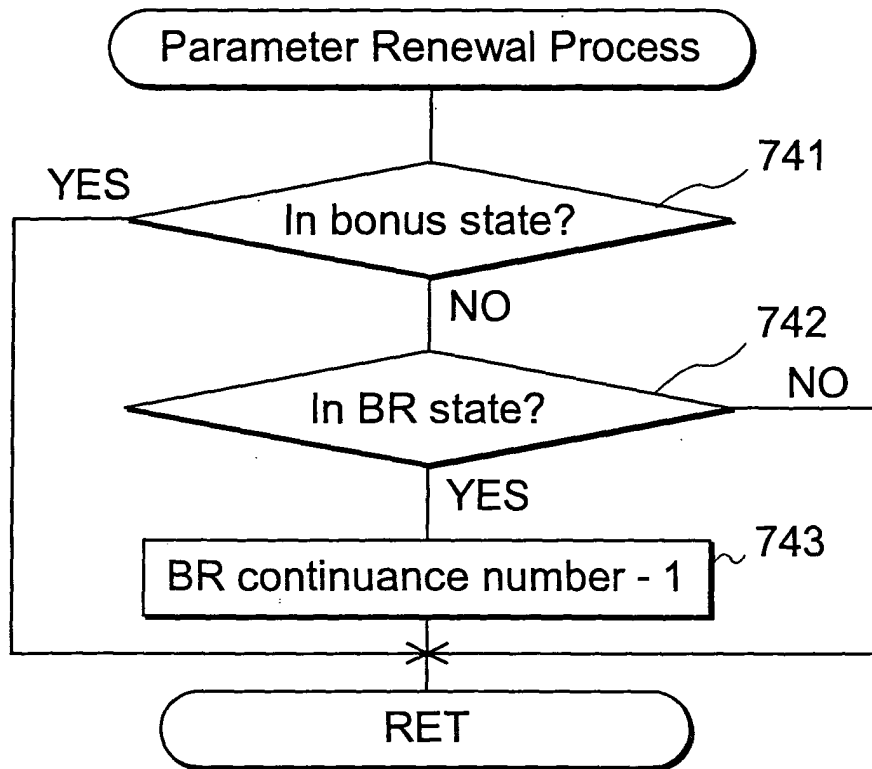 Parameter Renewal Process
741
YES
In bonus state?
NO
742
NO
In BR state?
YES
743
BR continuance number - 1
RET